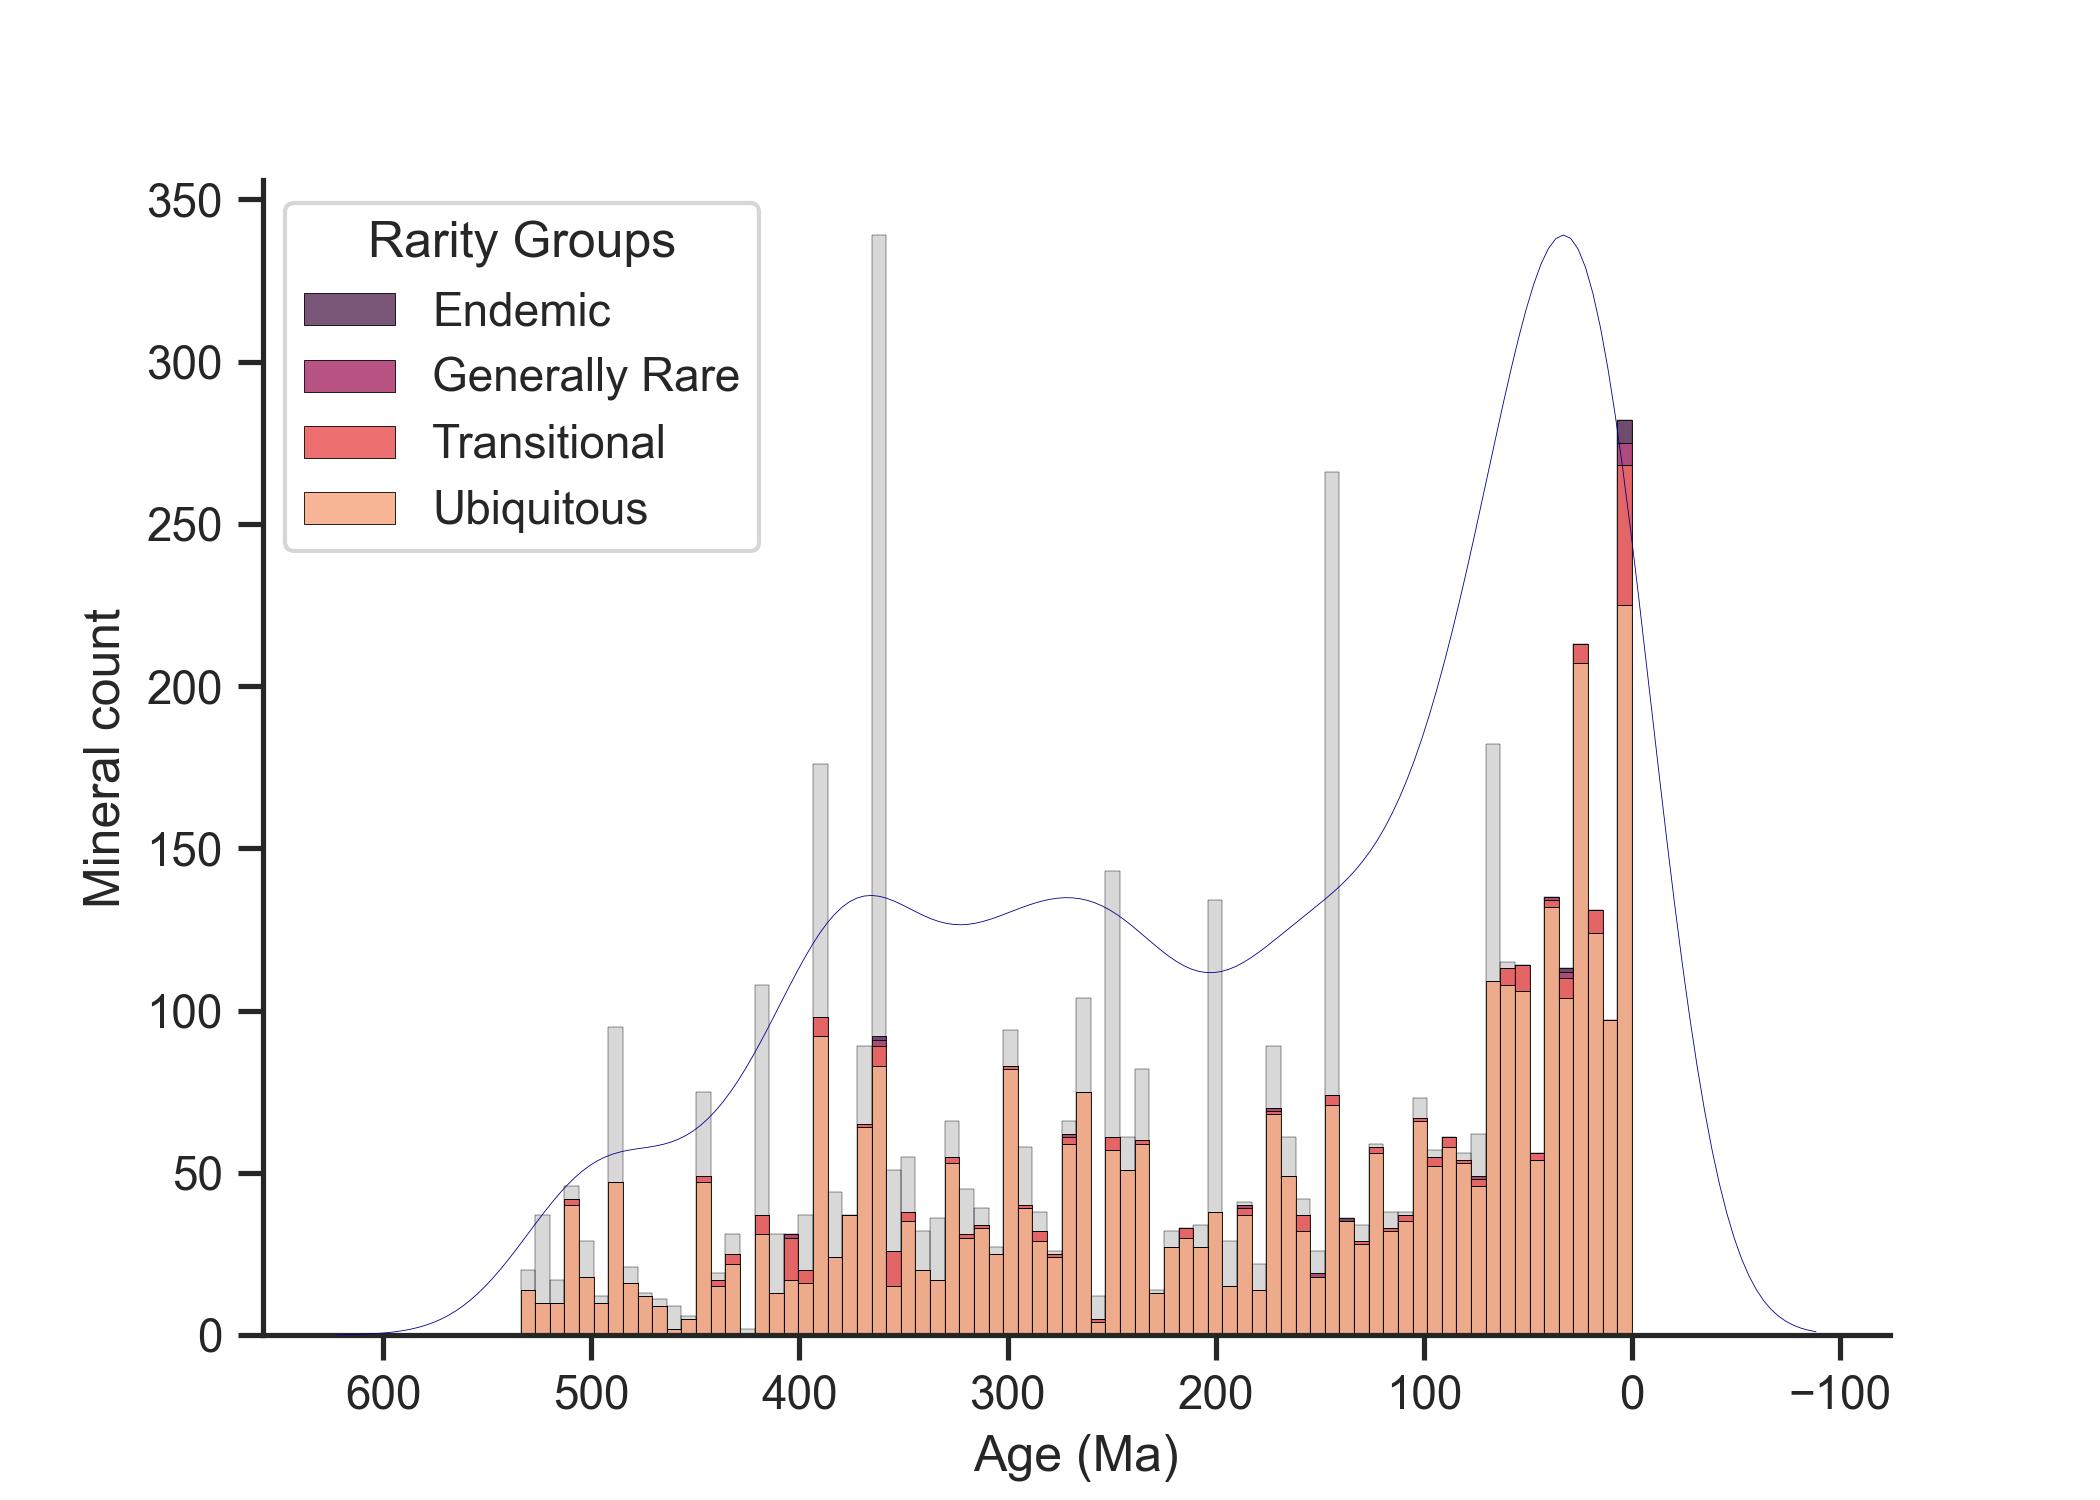 350
300
250
200
150
100
50
0
Mineral count
Rarity Groups
Endemic
Generally Rare
Transitional
Ubiquitous
600 500 400 300 200 100 0 −100
Age (Ma)